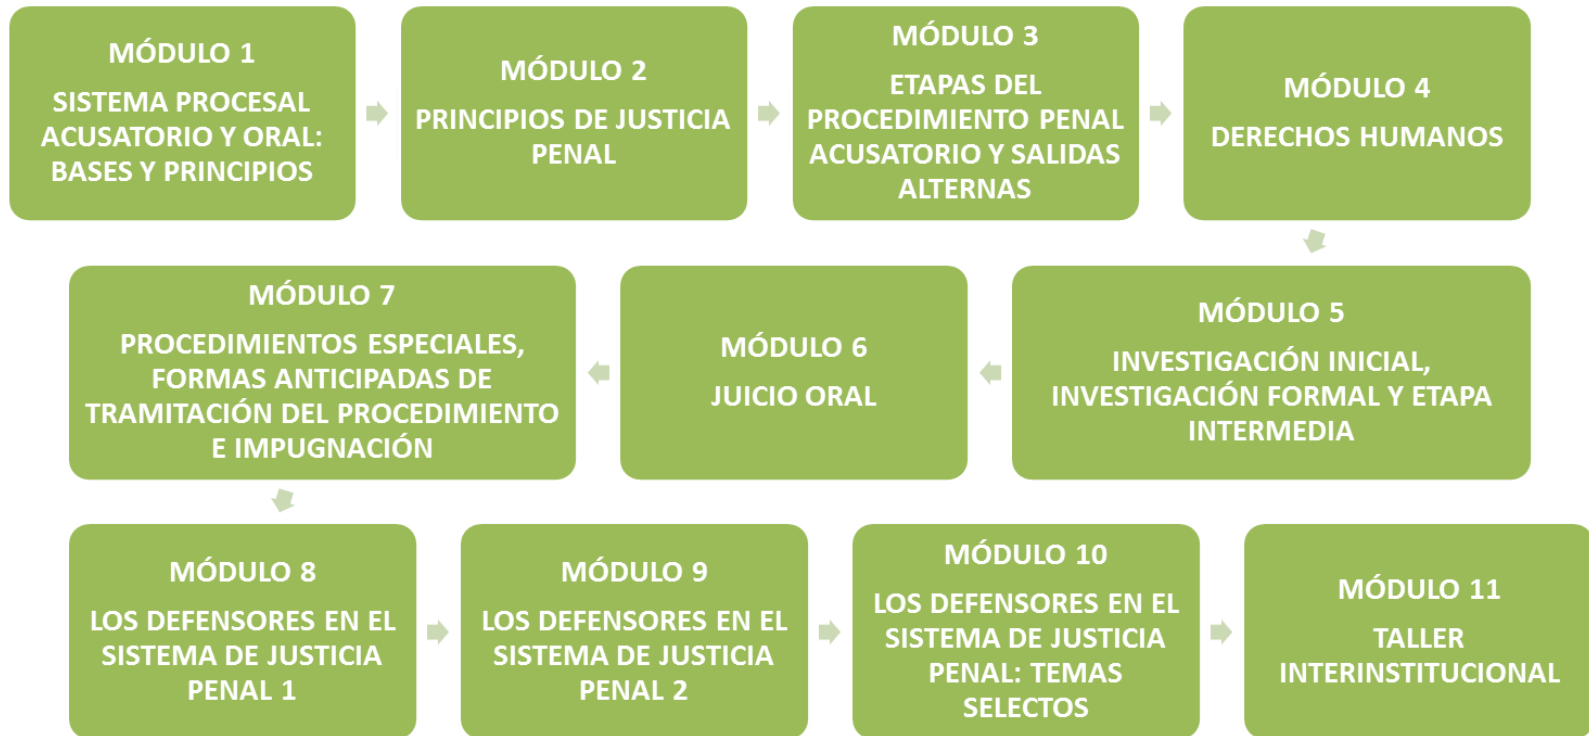 MÓDULO 1
SISTEMA PROCESAL
ACUSATORIO Y ORAL:
BASES Y PRINCIPIOS
MÓDULO 2
PRINCIPIOS DE JUSTICIA
PENAL
MÓDULO 3
ETAPAS DEL
PROCEDIMIENTO PENAL
ACUSATORIO Y SALIDAS
ALTERNAS
MÓDULO 4
DERECHOS HUMANOS
MÓDULO 5
INVESTIGACIÓN INICIAL,
INVESTIGACIÓN FORMAL Y ETAPA
INTERMEDIA
MÓDULO 6
JUICIO ORAL
MÓDULO 7
PROCEDIMIENTOS ESPECIALES,
FORMAS ANTICIPADAS DE
TRAMITACIÓN DEL PROCEDIMIENTO
E IMPUGNACIÓN
MÓDULO 8
LOS DEFENSORES EN EL
SISTEMA DE JUSTICIA
PENAL 1
MÓDULO 9
LOS DEFENSORES EN EL
SISTEMA DE JUSTICIA
PENAL 2
MÓDULO 10
LOS DEFENSORES EN EL
SISTEMA DE JUSTICIA
PENAL: TEMAS
SELECTOS
MÓDULO 11
TALLER
INTERINSTITUCIONAL